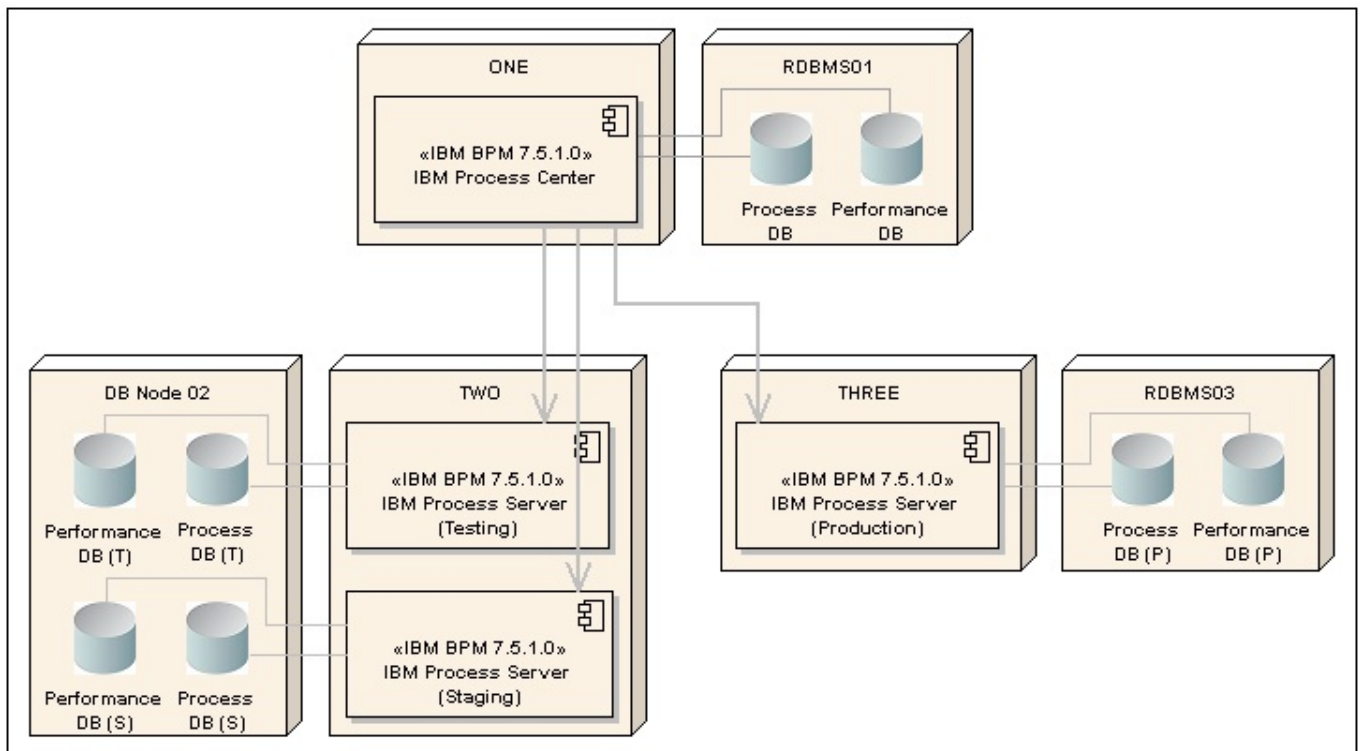 ONE
«IBM BPM 7.5.1.0»
IBM Process Center
RDBMS01
Process
DB
Performance
DB
DB Node 02
Performance
DB (T)
Process
DB (T)
Performance
DB (S)
Process
DB (S)
TWO
«IBM BPM 7.5.1.0»
IBM Process Server
(Testing)
«IBM BPM 7.5.1.0»
IBM Process Server
(Staging)
THREE
«IBM BPM 7.5.1.0»
IBM Process Server
(Production)
RDBMS03
Process
DB (P)
Performance
DB (P)